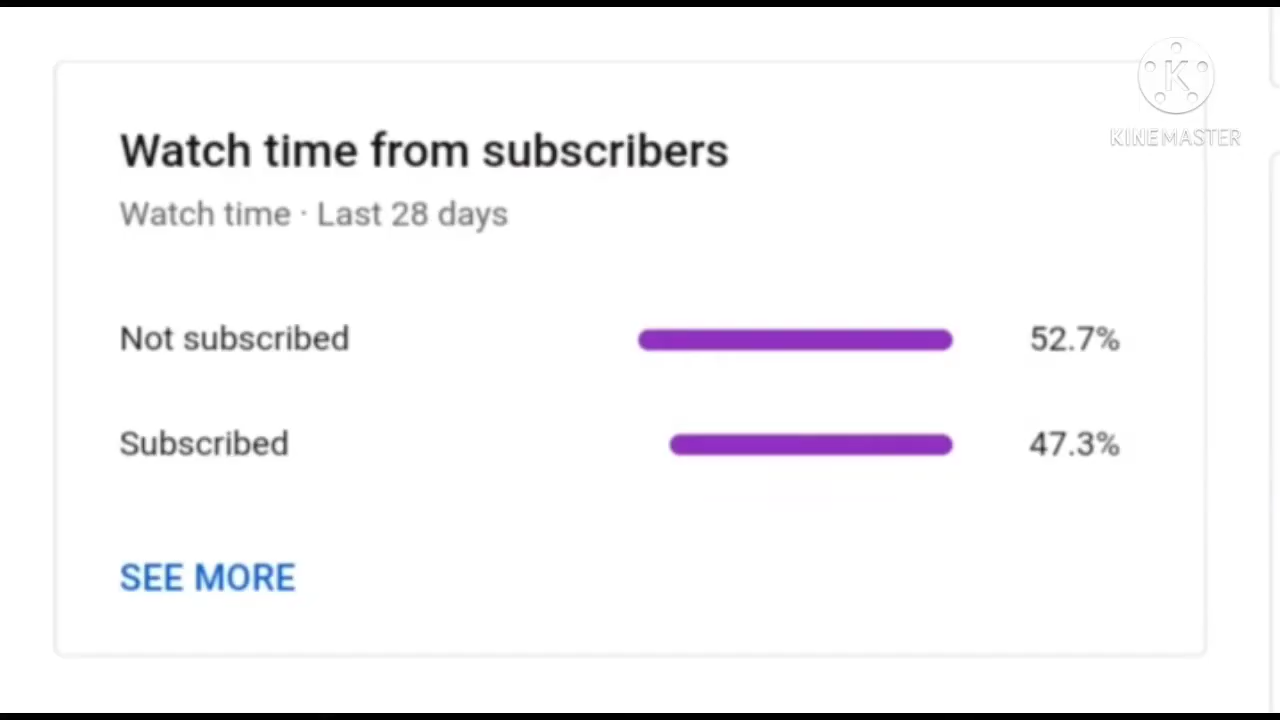 K
KINEMASTER
Watch time from subscribers
Watch time · Last 28 days
Not subscribed 52.7%
Subscribed 47.3%
SEE MORE